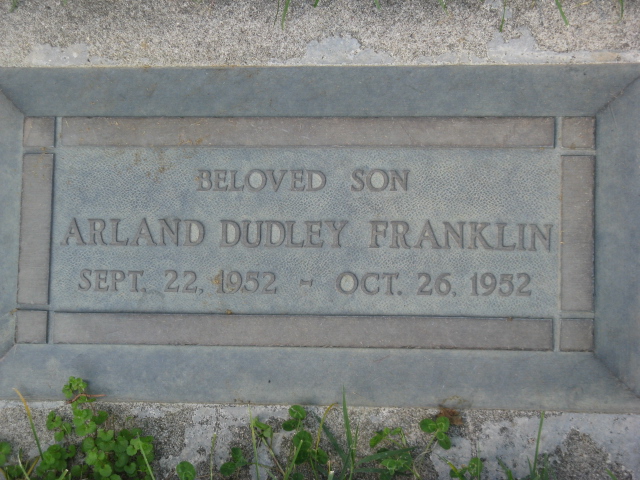 BELOVED SON
ARLAND DUDLEY FRANKLIN
SEPT. 22, 1952 - OCT. 26, 1952